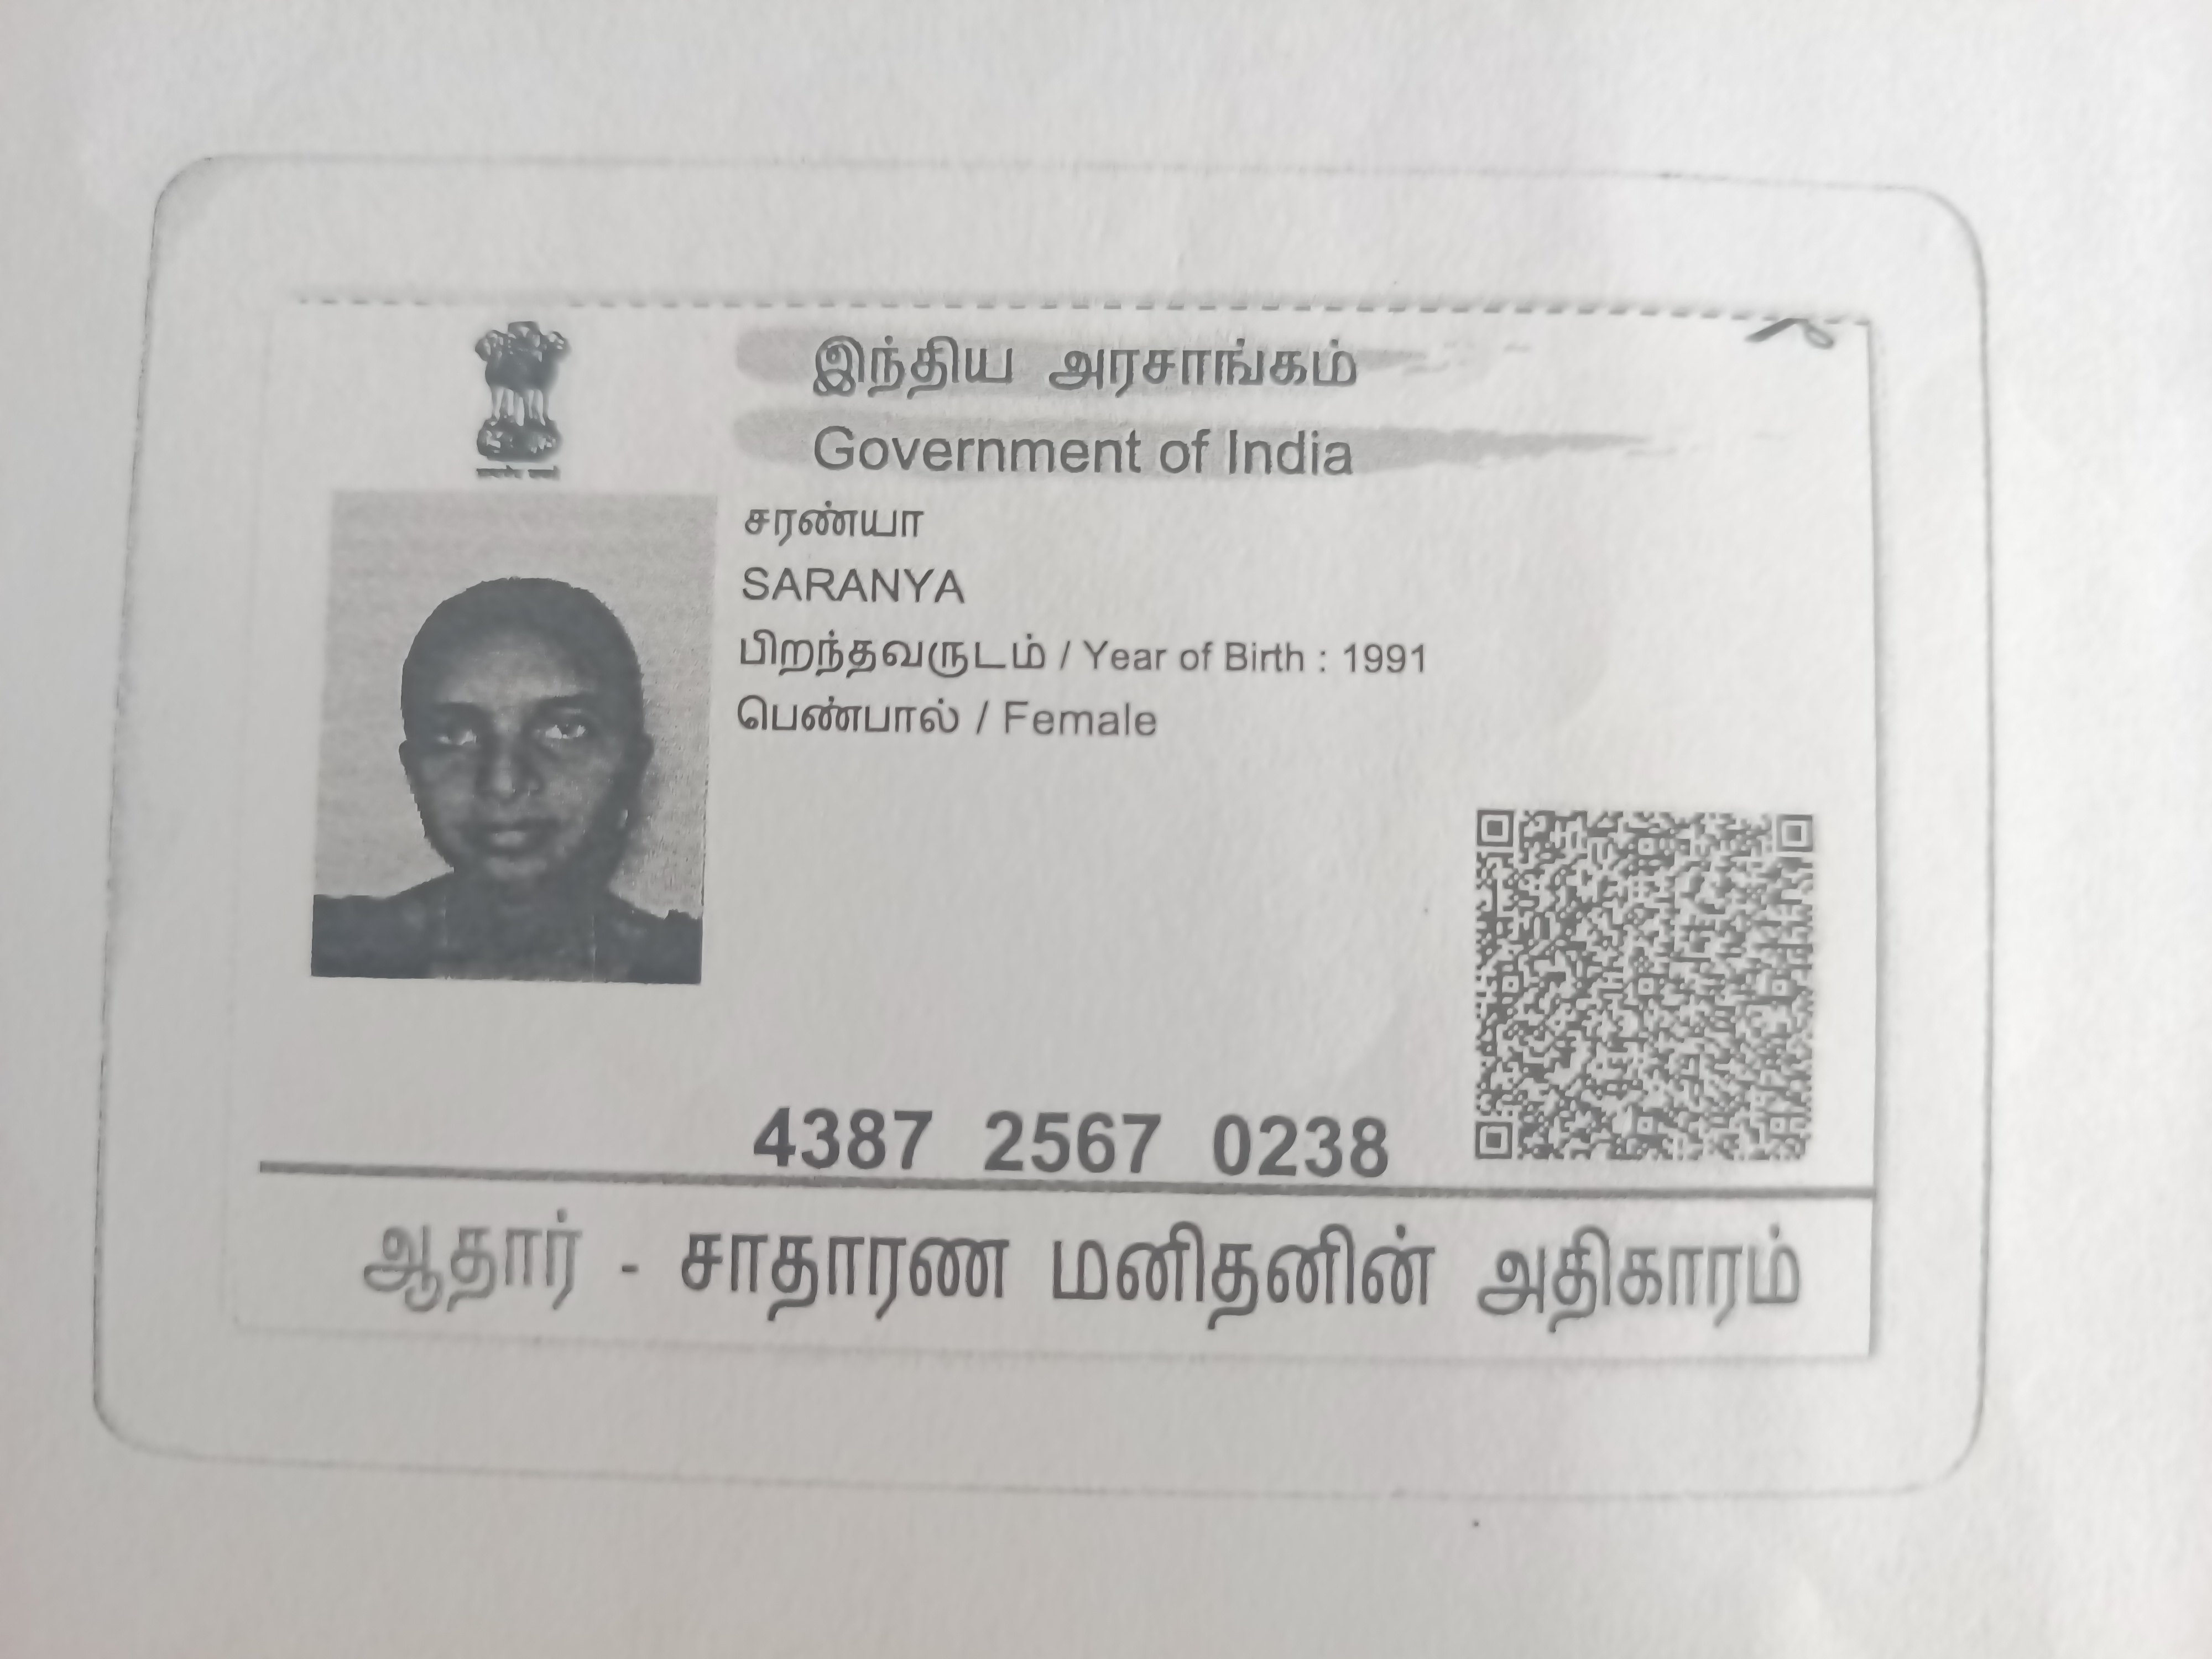 இந்திய அரசாங்கம்
Government of India
சரண்யா
SARANYA
பிறந்தவருடம் / Year of Birth : 1991
பெண்பால் / Female
4387 2567 0238
ஆதார் - சாதாரண மனிதனின் அதிகாரம்